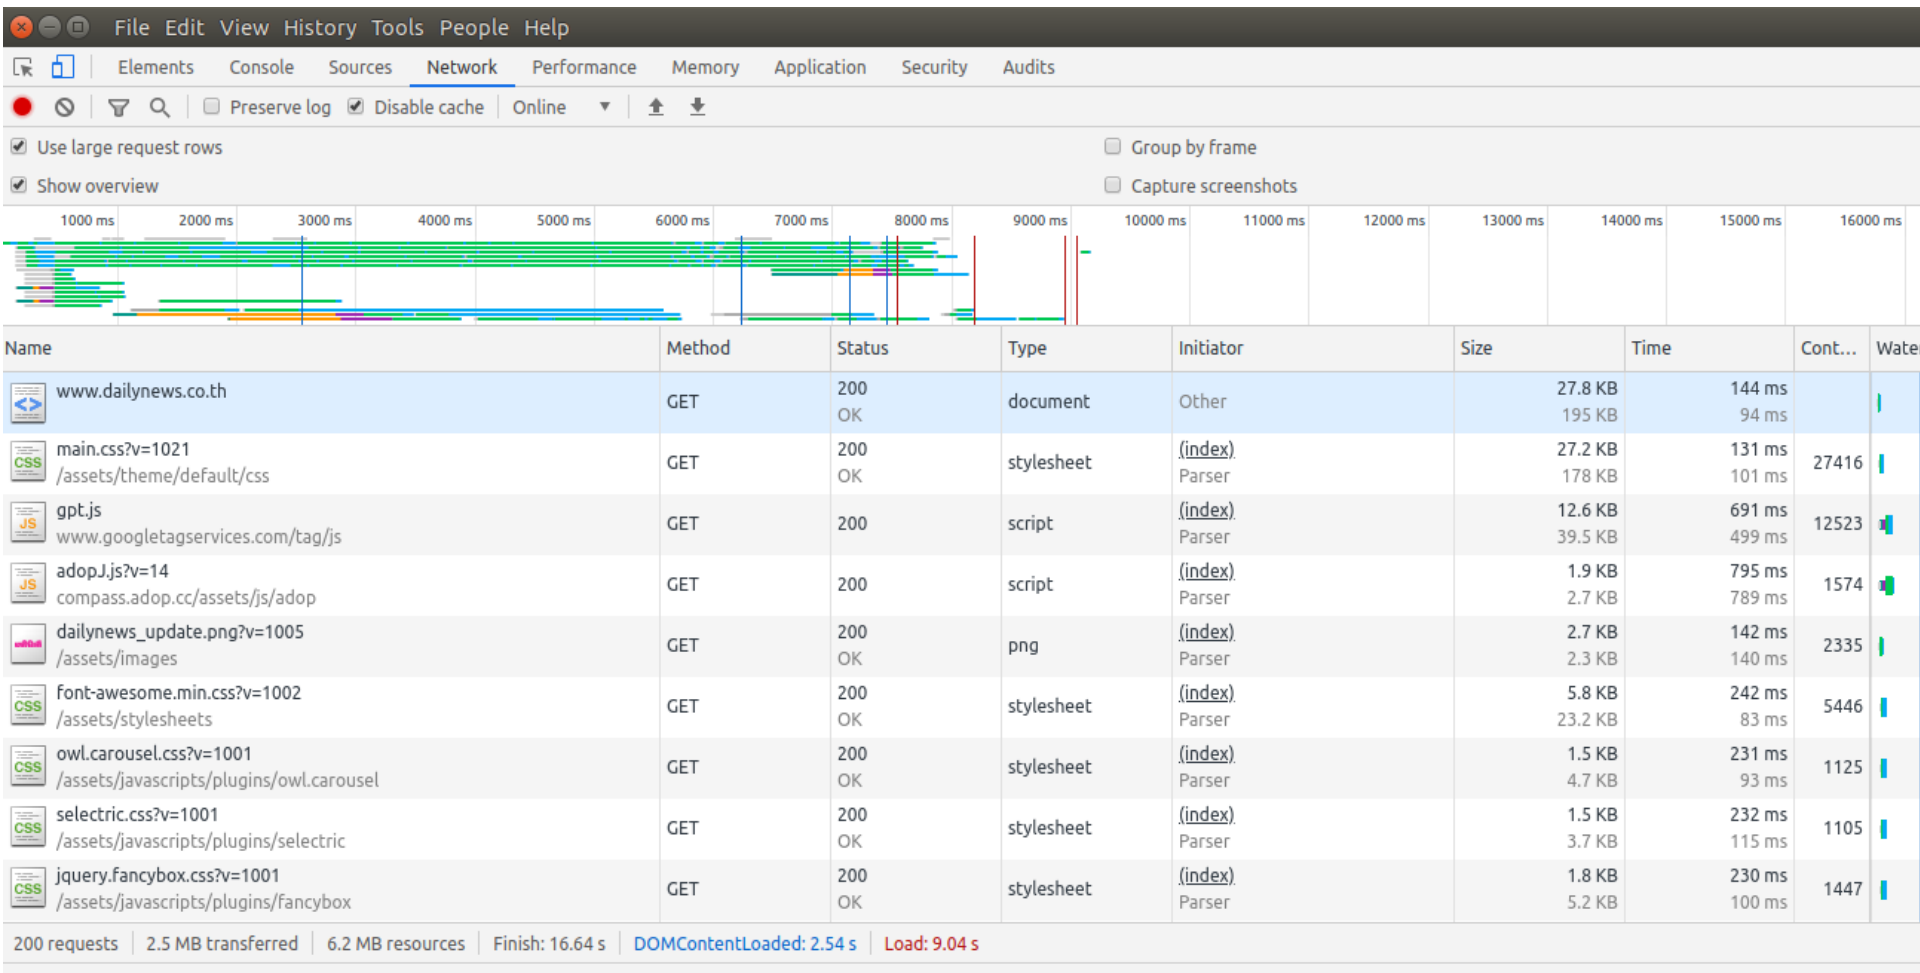 File Edit View History Tools People Help
Elements Console Sources Network Performance Memory Application Security Audits
Preserve log Disable cache Online
Use large request rows Group by frame
Show overview Capture screenshots
1000 ms 2000 ms 3000 ms 4000 ms 5000 ms 6000 ms 7000 ms 8000 ms 9000 ms 10000 ms 11000 ms 12000 ms 13000 ms 14000 ms 15000 ms 16000 ms
Name Method Status Type Initiator Size Time Cont... Wate
www.dailynews.co.th GET 200 document Other 27.8 KB 144 ms
OK 195 KB 94 ms
CSS main.css?v=1021 GET 200 stylesheet (index) 27.2 KB 131 ms 27416
/assets/theme/default/css OK Parser 178 KB 101 ms
JS gpt.js GET 200 script (index) 12.6 KB 691 ms 12523
www.googletagservices.com/tag/js Parser 39.5 KB 499 ms
JS adopJ.js?v=14 GET 200 script (index) 1.9 KB 795 ms 1574
compass.adop.cc/assets/js/adop Parser 2.7 KB 789 ms
dailynews_update.png?v=1005 GET 200 png (index) 2.7 KB 142 ms 2335
/assets/images OK Parser 2.3 KB 140 ms
CSS font-awesome.min.css?v=1002 GET 200 stylesheet (index) 5.8 KB 242 ms 5446
/assets/stylesheets OK Parser 23.2 KB 83 ms
CSS owl.carousel.css?v=1001 GET 200 stylesheet (index) 1.5 KB 231 ms 1125
/assets/javascripts/plugins/owl.carousel OK Parser 4.7 KB 93 ms
CSS selectric.css?v=1001 GET 200 stylesheet (index) 1.5 KB 232 ms 1105
/assets/javascripts/plugins/selectric OK Parser 3.7 KB 115 ms
CSS jquery.fancybox.css?v=1001 GET 200 stylesheet (index) 1.8 KB 230 ms 1447
/assets/javascripts/plugins/fancybox OK Parser 5.2 KB 100 ms
200 requests 2.5 MB transferred 6.2 MB resources Finish: 16.64 s DOMContentLoaded: 2.54 s Load: 9.04 s